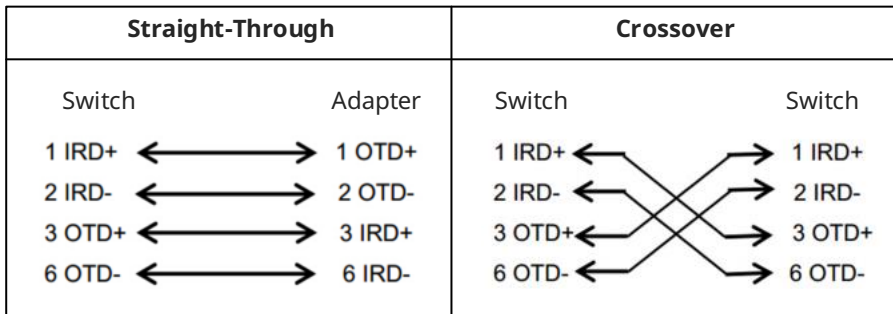 Straight-Through Crossover
Switch Adapter Switch Switch
1 IRD+ 1 OTD+ 1 IRD+ 1 IRD+
2 IRD- 2 OTD- 2 IRD- 2 IRD-
3 OTD+ 3 IRD+ 3 OTD+ 3 OTD+
6 OTD- 6 IRD- 6 OTD- 6 OTD-